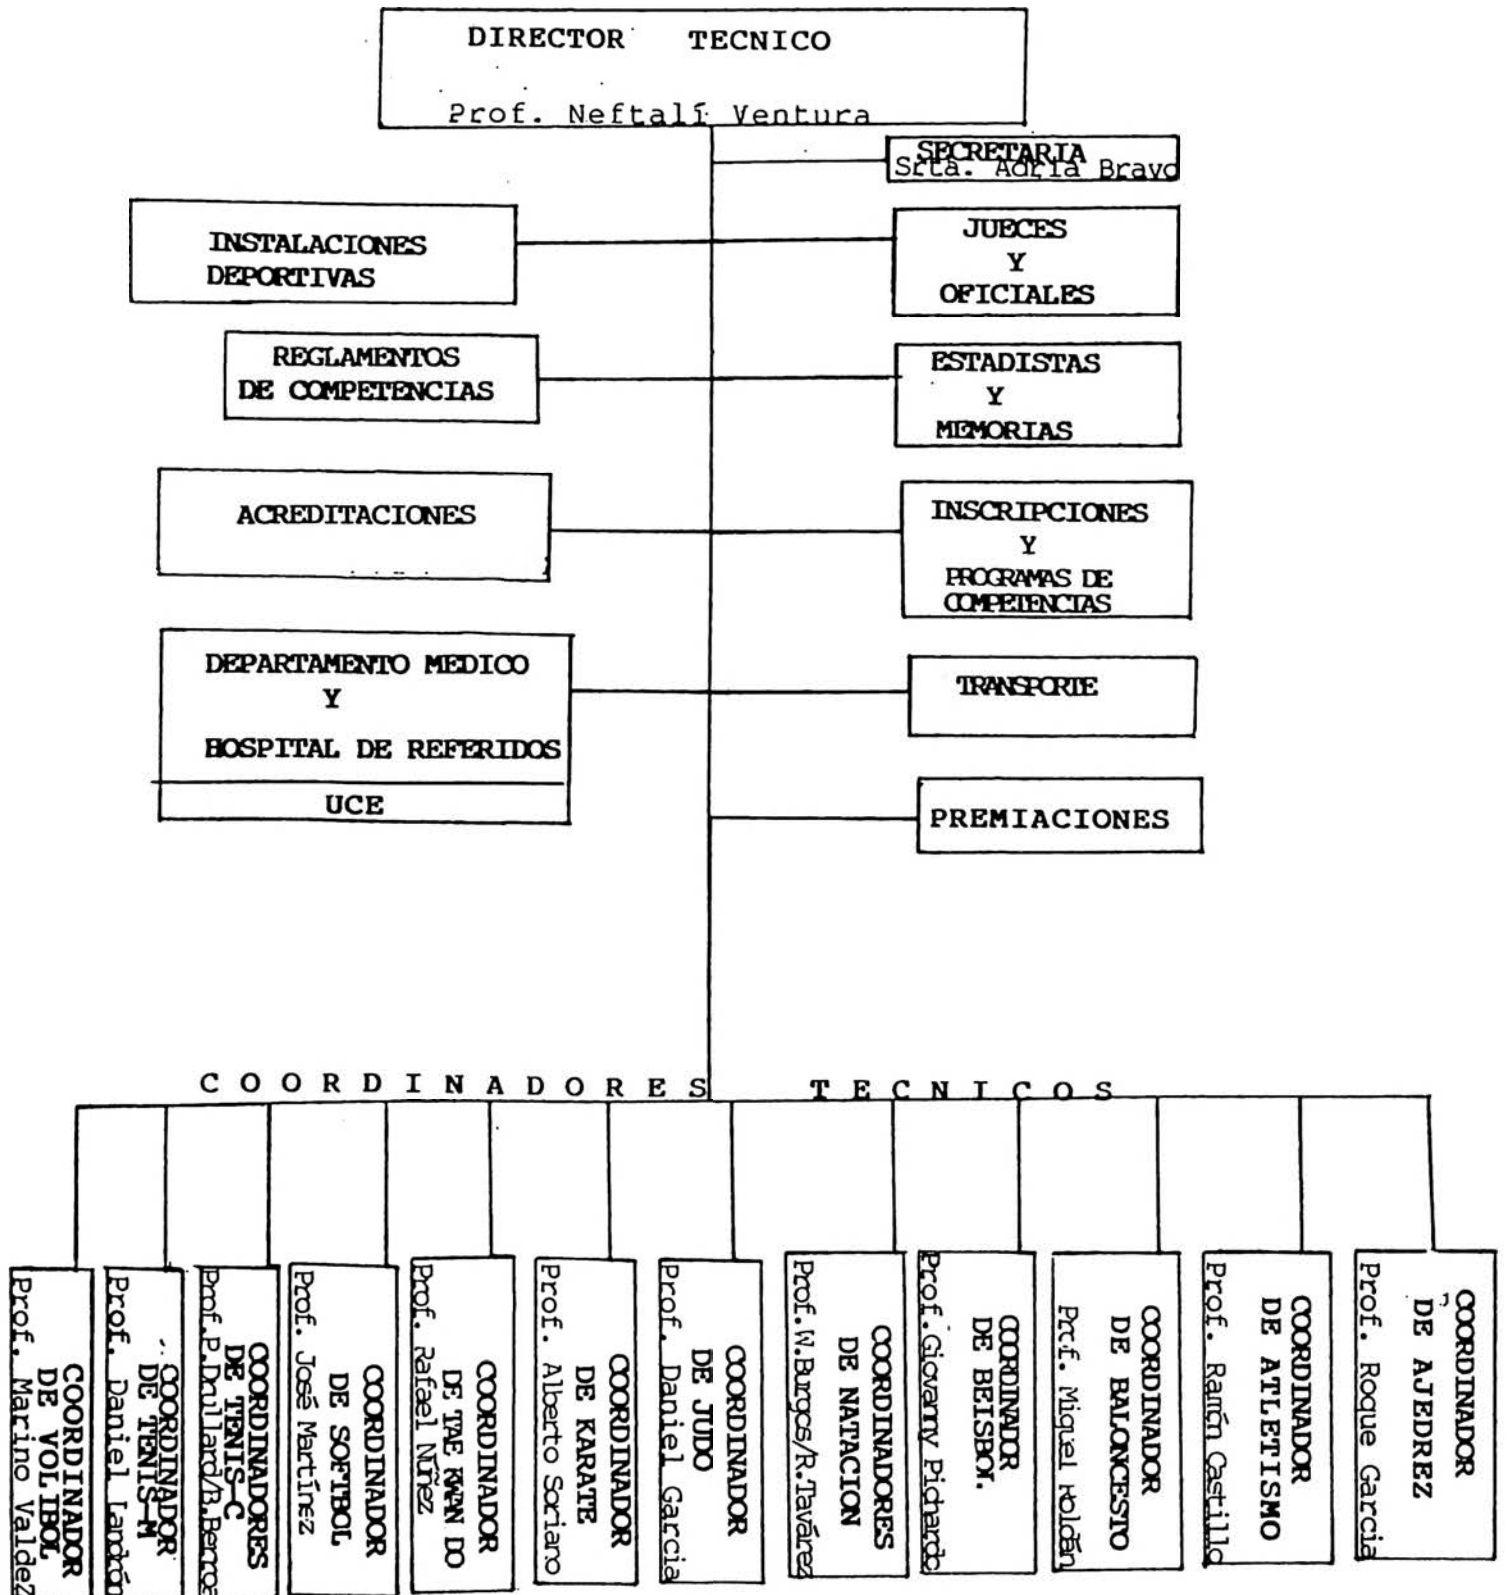 DIRECTOR TECNICO
Prof. Neftalí Ventura
SECRETARIA
Srta. Adria Bravo
INSTALACIONES
DEPORTIVAS
JUECES
Y
OFICIALES
REGLAMENTOS
DE COMPETENCIAS
ESTADISTAS
Y
MEMORIAS
ACREDITACIONES
INSCRIPCIONES
Y
PROGRAMAS DE
COMPETENCIAS
DEPARTAMENTO MEDICO
Y
HOSPITAL DE REFERIDOS
UCE
TRANSPORTE
PREMIACIONES
COORDINADORES TECNICOS
COORDINADOR
DE VOLIBOL
Prof. Marino Valdez
COORDINADOR
DE TENIS-M
Prof. Daniel Landrón
COORDINADORES
DE TENIS-C
Prof.P.Drullard/B.Berroa
COORDINADOR
DE SOFTBOL
Prof. José Martínez
COORDINADOR
DE TAE KWAN DO
Prof. Rafael Núñez
COORDINADOR
DE KARATE
Prof. Alberto Soriano
COORDINADOR
DE JUDO
Prof. Daniel Garcia
COORDINADORES
DE NATACION
Prof.W.Burgos/R.Tavárez
COORDINADOR
DE BEISBOL.
Prof.Giovanny Pichardo
COORDINADOR
DE BALONCESTO
Prof. Miguel
COORDINADOR
DE ATLETISMO
Prof. Ramón Castillo
COORDINADOR
DE AJEDREZ
Prof. Roque Garcia